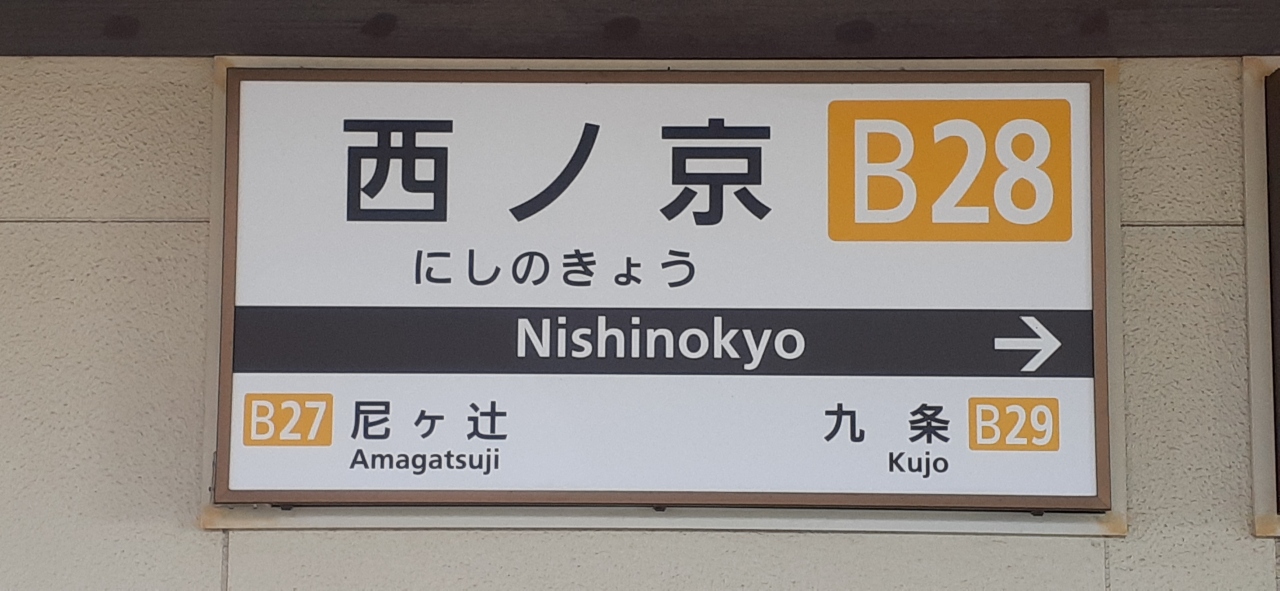 西ノ京 B28
にしのきょう
Nishinokyo →
B27 尼ヶ辻 九条 B29
Amagatsuji Kujo